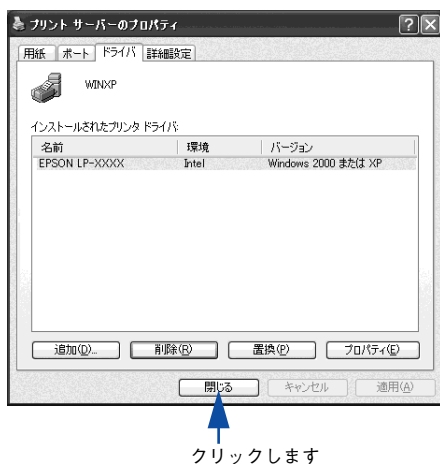 プリント サーバーのプロパティ
用紙 ポート ドライバ 詳細設定
WINXP
インストールされたプリンタ ドライバ:
名前 環境 バージョン
EPSON LP-XXXX Intel Windows 2000 または XP
追加(D)... 削除(R) 置換(P) プロパティ(E)
閉じる キャンセル 適用(A)
クリックします